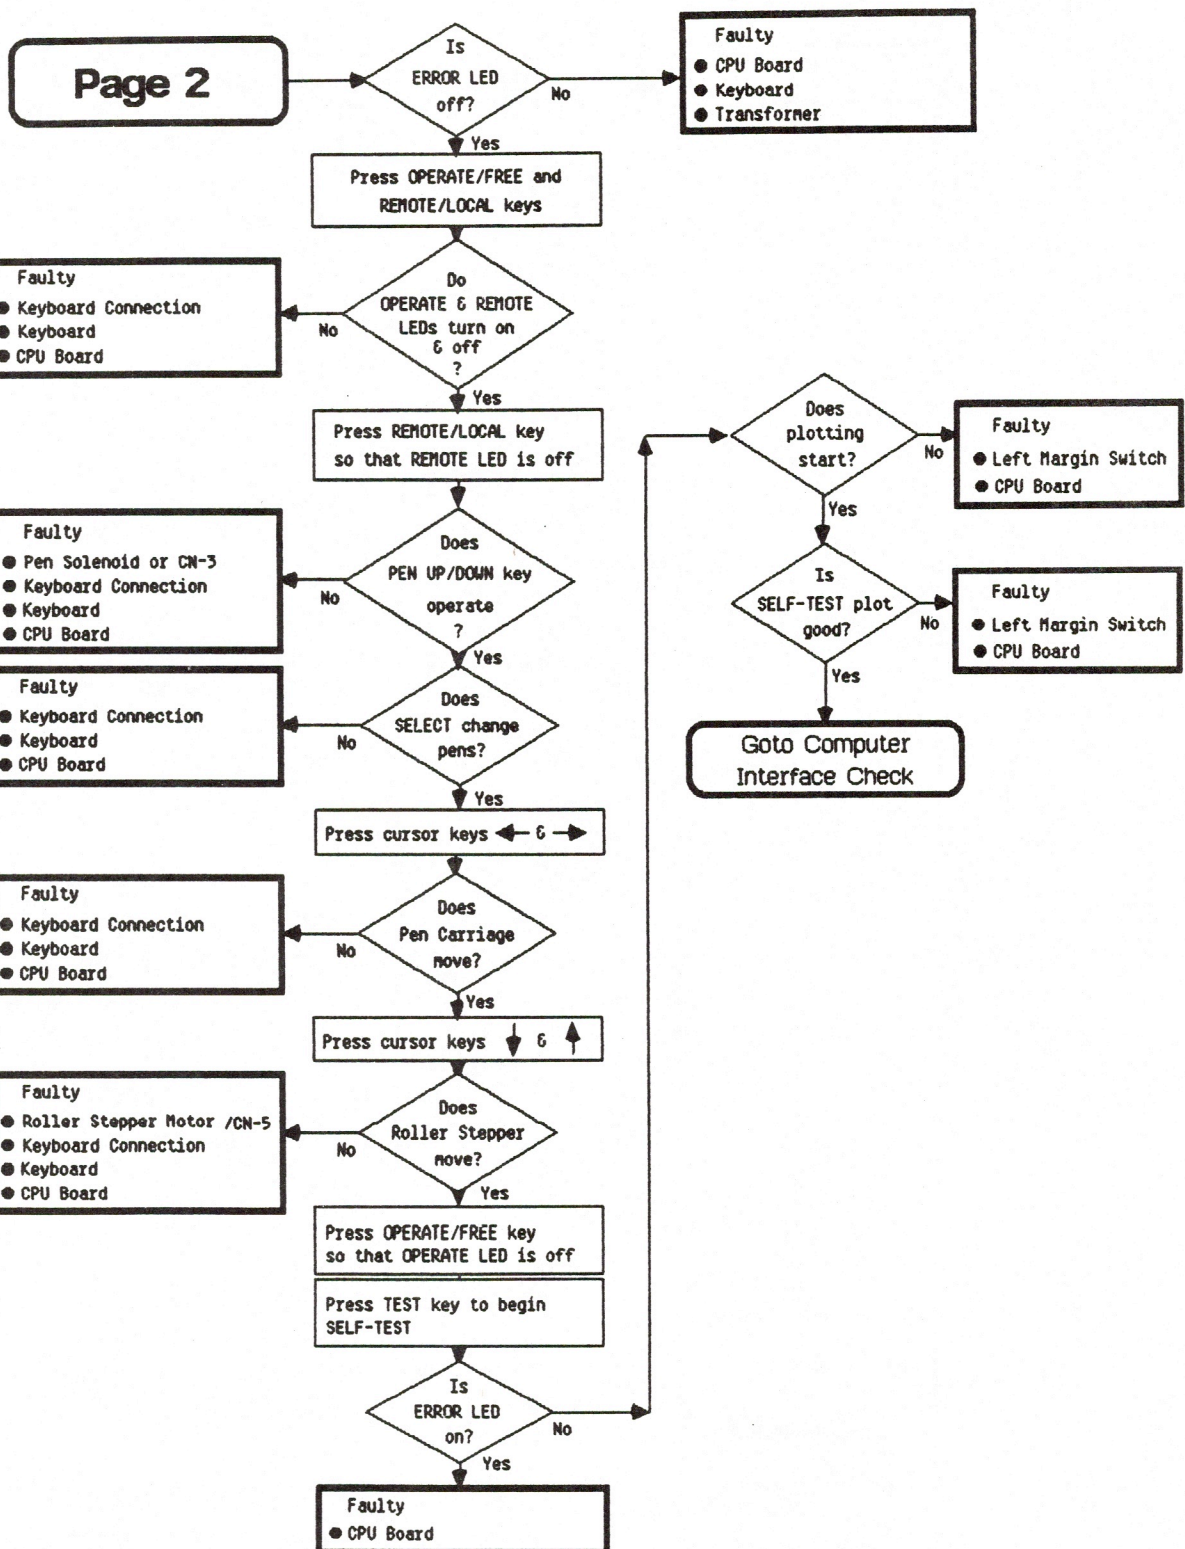 Page 2
Is
ERROR LED
off?
No
Faulty
● CPU Board
● Keyboard
● Transformer
Yes
Press OPERATE/FREE and
REMOTE/LOCAL keys
Do
OPERATE & REMOTE
LEDs turn on
& off
?
No
Faulty
● Keyboard Connection
● Keyboard
● CPU Board
Yes
Press REMOTE/LOCAL key
so that REMOTE LED is off
Does
PEN UP/DOWN key
operate
?
No
Faulty
● Pen Solenoid or CN-3
● Keyboard Connection
● Keyboard
● CPU Board
Yes
Does
SELECT change
pens?
No
Faulty
● Keyboard Connection
● Keyboard
● CPU Board
Yes
Press cursor keys ← & →
Does
Pen Carriage
move?
No
Faulty
● Keyboard Connection
● Keyboard
● CPU Board
Yes
Press cursor keys ↓ & ↑
Does
Roller Stepper
move?
No
Faulty
● Roller Stepper Motor /CN-5
● Keyboard Connection
● Keyboard
● CPU Board
Yes
Press OPERATE/FREE key
so that OPERATE LED is off
Press TEST key to begin
SELF-TEST
Is
ERROR LED
on?
No
Yes
Faulty
● CPU Board
Does
plotting
start?
No
Faulty
● Left Margin Switch
● CPU Board
Yes
Is
SELF-TEST plot
good?
No
Faulty
● Left Margin Switch
● CPU Board
Yes
Goto Computer
Interface Check